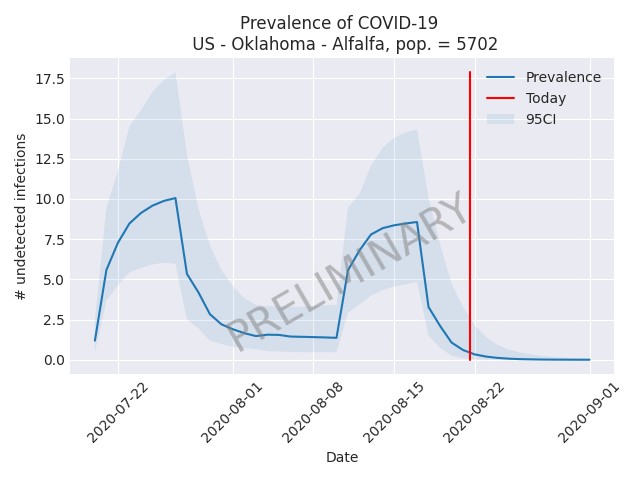 Prevalence of COVID-19
US - Oklahoma - Alfalfa, pop. = 5702
# undetected infections
17.5
15.0
12.5
10.0
7.5
5.0
2.5
0.0
Prevalence
Today
95CI
PRELIMINARY
2020-07-22
2020-08-01
2020-08-08
2020-08-15
2020-08-22
2020-09-01
Date